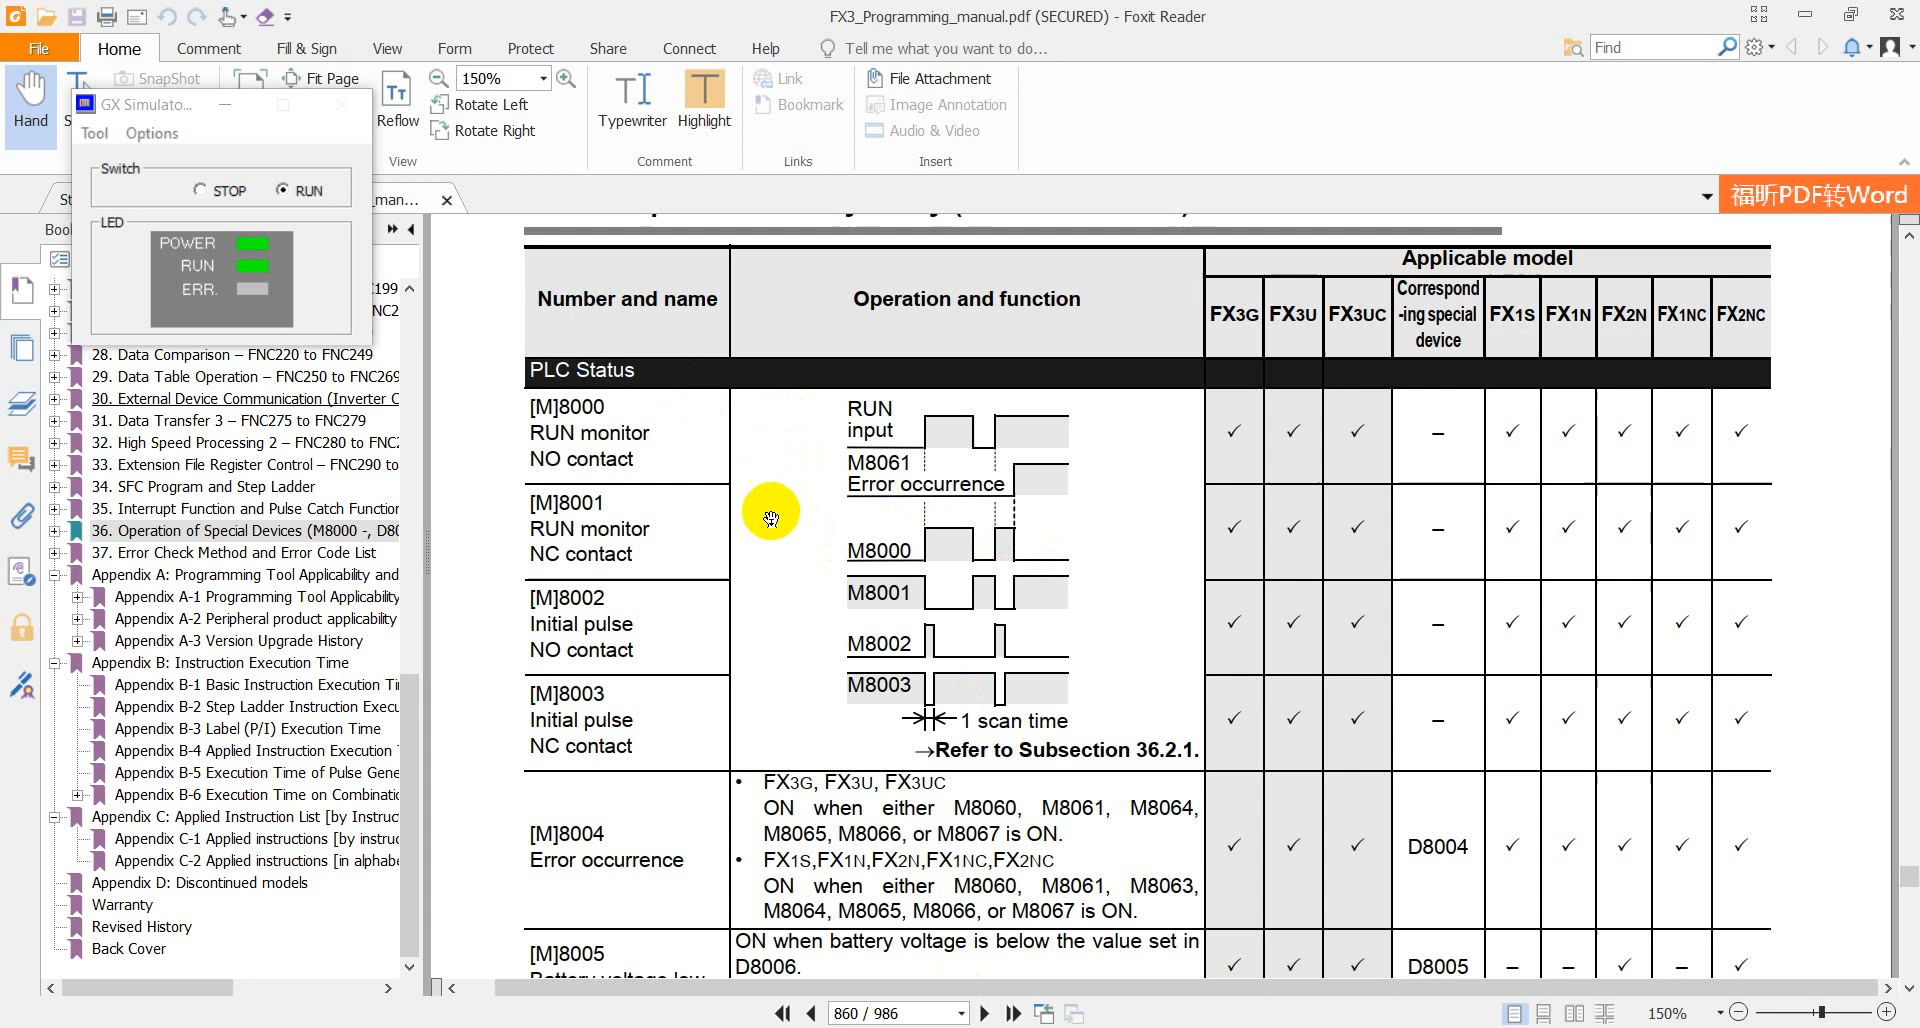 FX3_Programming_manual.pdf (SECURED) - Foxit Reader
File Home Comment Fill & Sign View Form Protect Share Connect Help Tell me what you want to do... Find
SnapShot
Fit Page
150%
Rotate Left
Rotate Right
Hand
Reflow
View
Typewriter Highlight
Comment
Link
Bookmark
Links
File Attachment
Image Annotation
Audio & Video
Insert
GX Simulato...
Tool Options
Switch
STOP RUN
LED
POWER
RUN
ERR.
St
_man...
福昕PDF转Word
Boo
199
NC2
28. Data Comparison – FNC220 to FNC249
29. Data Table Operation – FNC250 to FNC269
30. External Device Communication (Inverter C
31. Data Transfer 3 – FNC275 to FNC279
32. High Speed Processing 2 – FNC280 to FNC2
33. Extension File Register Control – FNC290 to
34. SFC Program and Step Ladder
35. Interrupt Function and Pulse Catch Function
36. Operation of Special Devices (M8000 -, D80
37. Error Check Method and Error Code List
Appendix A: Programming Tool Applicability and
Appendix A-1 Programming Tool Applicability
Appendix A-2 Peripheral product applicability
Appendix A-3 Version Upgrade History
Appendix B: Instruction Execution Time
Appendix B-1 Basic Instruction Execution Ti
Appendix B-2 Step Ladder Instruction Execu
Appendix B-3 Label (P/I) Execution Time
Appendix B-4 Applied Instruction Execution T
Appendix B-5 Execution Time of Pulse Gene
Appendix B-6 Execution Time on Combinatio
Appendix C: Applied Instruction List [by Instruc
Appendix C-1 Applied instructions [by instruc
Appendix C-2 Applied instructions [in alphabe
Appendix D: Discontinued models
Warranty
Revised History
Back Cover
Number and name Operation and function Applicable model
FX3G FX3U FX3UC Correspond
-ing special
device FX1S FX1N FX2N FX1NC FX2NC
PLC Status
[M]8000
RUN monitor
NO contact
✓ ✓ ✓ – ✓ ✓ ✓ ✓ ✓
[M]8001
RUN monitor
NC contact
✓ ✓ ✓ – ✓ ✓ ✓ ✓ ✓
[M]8002
Initial pulse
NO contact
✓ ✓ ✓ – ✓ ✓ ✓ ✓ ✓
[M]8003
Initial pulse
NC contact
✓ ✓ ✓ – ✓ ✓ ✓ ✓ ✓
RUN
input
M8061
Error occurrence
M8000
M8001
M8002
M8003
1 scan time
→Refer to Subsection 36.2.1.
[M]8004
Error occurrence
• FX3G, FX3U, FX3UC
ON when either M8060, M8061, M8064,
M8065, M8066, or M8067 is ON.
• FX1S,FX1N,FX2N,FX1NC,FX2NC
ON when either M8060, M8061, M8063,
M8064, M8065, M8066, or M8067 is ON.
✓ ✓ ✓ D8004 ✓ ✓ ✓ ✓ ✓
[M]8005
ON when battery voltage is below the value set in
D8006.
✓ ✓ ✓ D8005 – – ✓ – ✓
860 / 986
150%